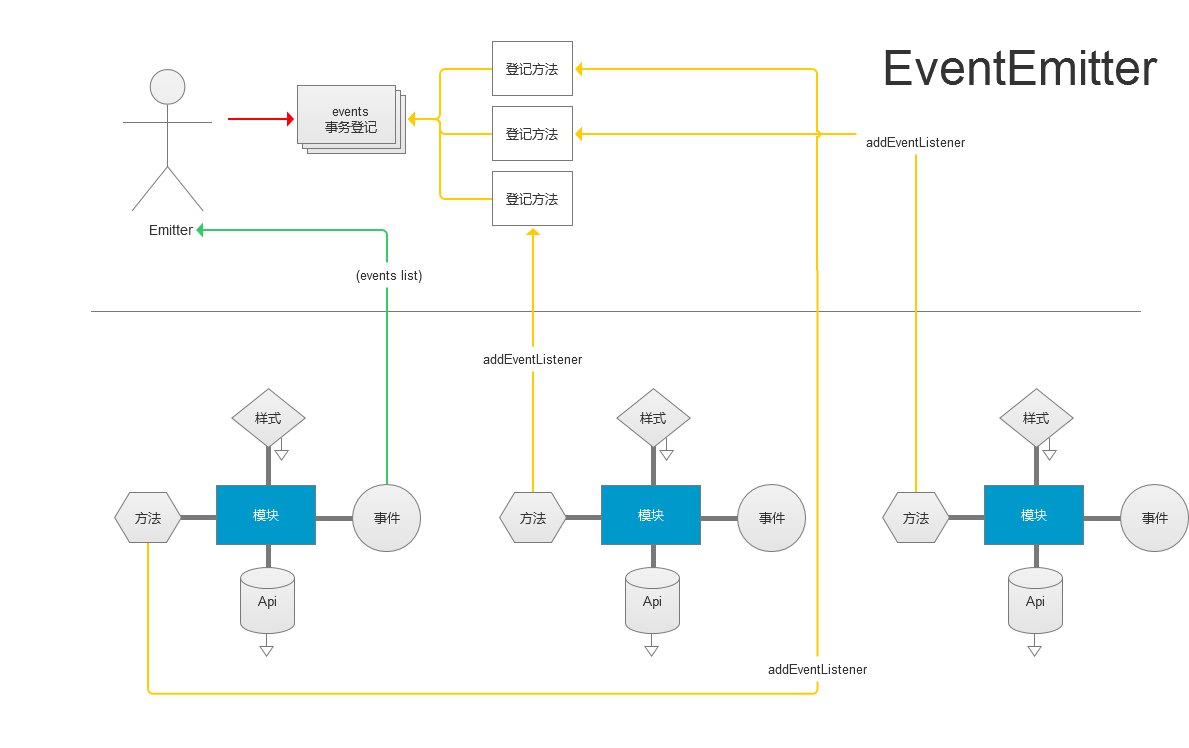 EventEmitter
events
事务登记
登记方法
登记方法
登记方法
addEventListener
Emitter
(events list)
addEventListener
样式
样式
样式
方法
模块
事件
方法
模块
事件
方法
模块
事件
Api
Api
Api
addEventListener